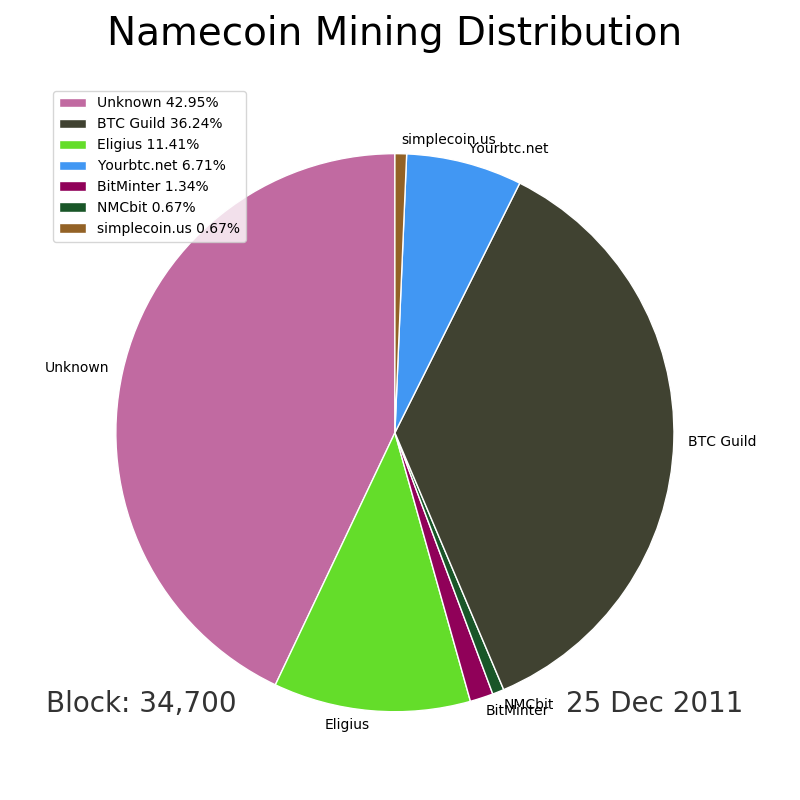 Namecoin Mining Distribution
Unknown 42.95%
BTC Guild 36.24%
Eligius 11.41%
Yourbtc.net 6.71%
BitMinter 1.34%
NMCbit 0.67%
simplecoin.us 0.67%
simplecoin.us
Yourbtc.net
Unknown
BTC Guild
NMCbit
BitMinter
Eligius
Block: 34,700
25 Dec 2011